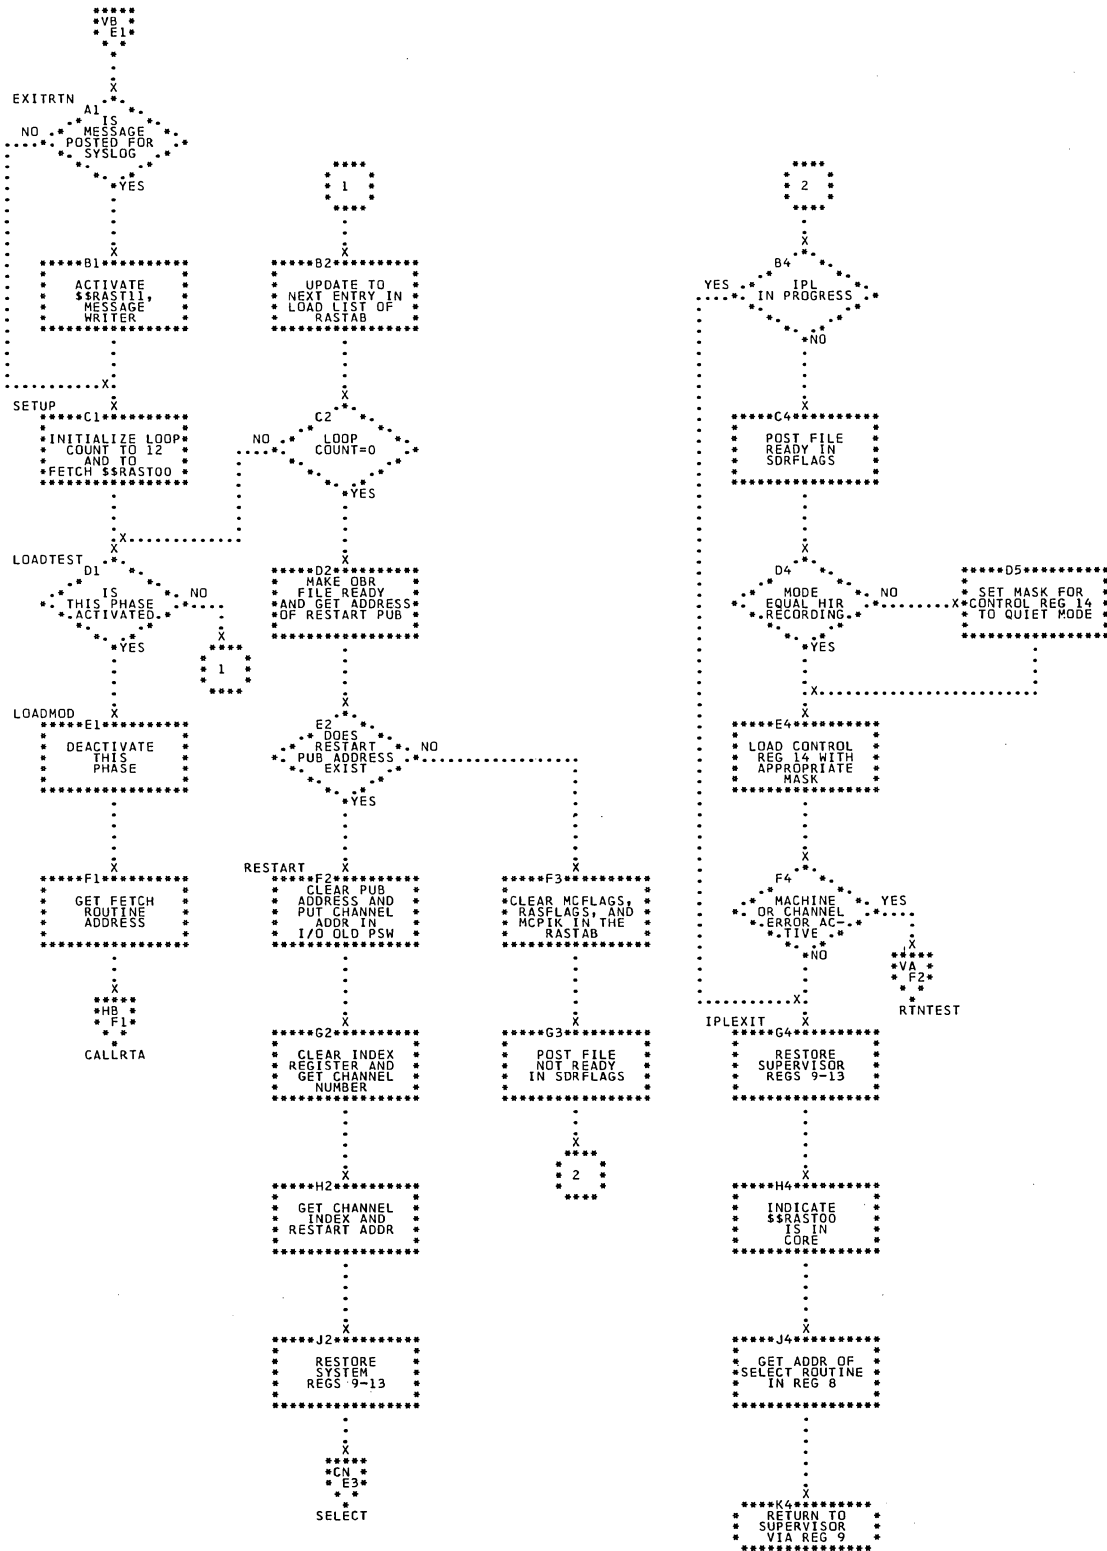 VB
E1
EXITRTN
A1
IS
MESSAGE
POSTED FOR
SYSLOG
NO
YES
B1
ACTIVATE
$$RAST11,
MESSAGE
WRITER
SETUP
C1
INITIALIZE LOOP
COUNT TO 12
AND TO
FETCH $$RAST00
LOADTEST
D1
IS
THIS PHASE
ACTIVATED
NO
YES
1
LOADMOD
E1
DEACTIVATE
THIS
PHASE
F1
GET FETCH
ROUTINE
ADDRESS
HB
F1
CALLRTA
1
B2
UPDATE TO
NEXT ENTRY IN
LOAD LIST OF
RASTAB
C2
LOOP
COUNT=0
NO
YES
D2
MAKE OBR
FILE READY
AND GET ADDRESS
OF RESTART PUB
E2
DOES
RESTART
PUB ADDRESS
EXIST
NO
YES
RESTART
F2
CLEAR PUB
ADDRESS AND
PUT CHANNEL
ADDR IN
I/O OLD PSW
G2
CLEAR INDEX
REGISTER AND
GET CHANNEL
NUMBER
H2
GET CHANNEL
INDEX AND
RESTART ADDR
J2
RESTORE
SYSTEM
REGS 9-13
CN
E3
SELECT
F3
CLEAR MCFLAGS,
RASFLAGS, AND
MCPIK IN THE
RASTAB
G3
POST FILE
NOT READY
IN SDRFLAGS
2
2
B4
IPL
IN PROGRESS
YES
NO
C4
POST FILE
READY IN
SDRFLAGS
D4
MODE
EQUAL HIR
RECORDING
NO
YES
D5
SET MASK FOR
CONTROL REG 14
TO QUIET MODE
E4
LOAD CONTROL
REG 14 WITH
APPROPRIATE
MASK
F4
MACHINE
OR CHANNEL
ERROR AC-
TIVE
YES
NO
VA
F2
RTNTEST
IPLEXIT
G4
RESTORE
SUPERVISOR
REGS 9-13
H4
INDICATE
$$RAST00
IS IN
CORE
J4
GET ADDR OF
SELECT ROUTINE
IN REG 8
K4
RETURN TO
SUPERVISOR
VIA REG 9